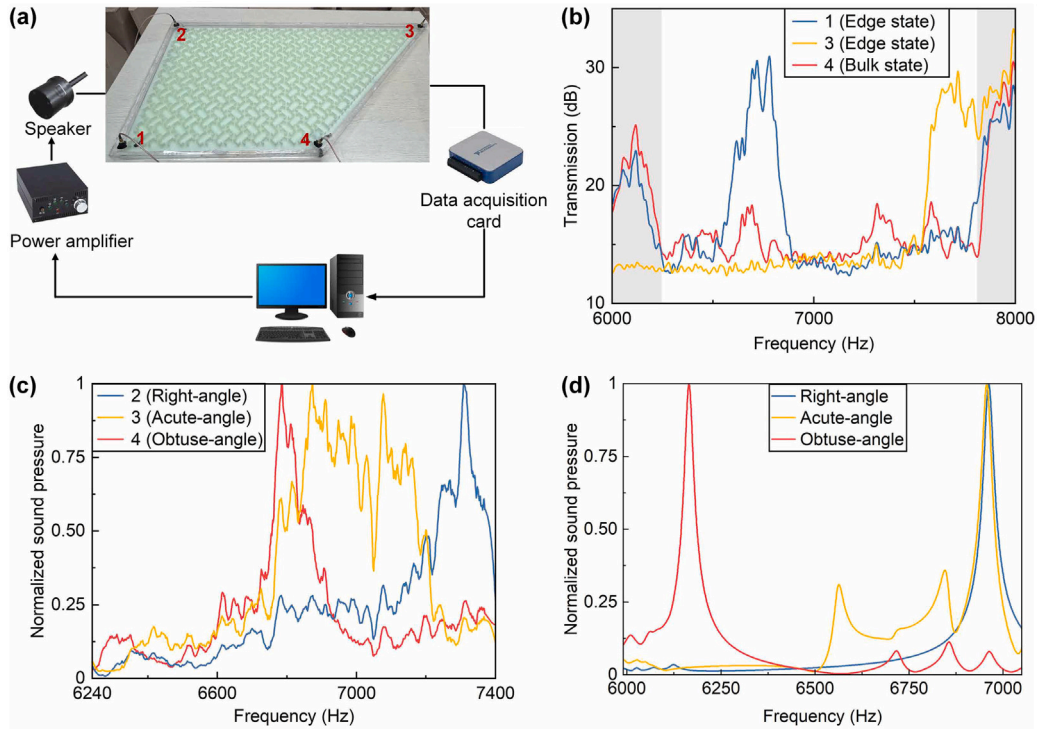 (a)
2
3
1
4
Speaker
Power amplifier
Data acquisition
card
(b)
1 (Edge state)
3 (Edge state)
4 (Bulk state)
30
20
10
Transmission (dB)
6000
7000
8000
Frequency (Hz)
(c)
2 (Right-angle)
3 (Acute-angle)
4 (Obtuse-angle)
1
0.75
0.50
0.25
0
Normalized sound pressure
6240
6600
7000
7400
Frequency (Hz)
(d)
Right-angle
Acute-angle
Obtuse-angle
1
0.75
0.50
0.25
0
Normalized sound pressure
6000
6250
6500
6750
7000
Frequency (Hz)